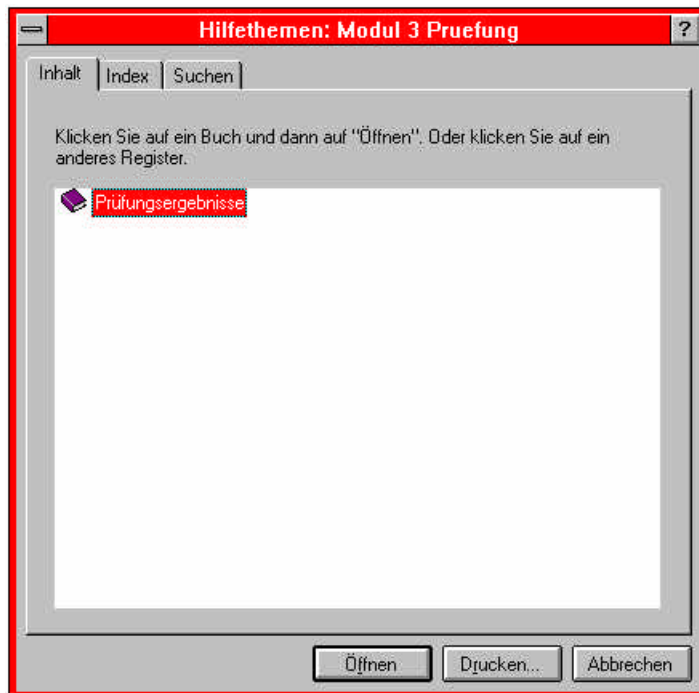 Hilfethemen: Modul 3 Pruefung
?
Inhalt
Index
Suchen
Klicken Sie auf ein Buch und dann auf "Öffnen". Oder klicken Sie auf ein
anderes Register.
Prüfungsergebnisse
Öffnen
Drucken...
Abbrechen